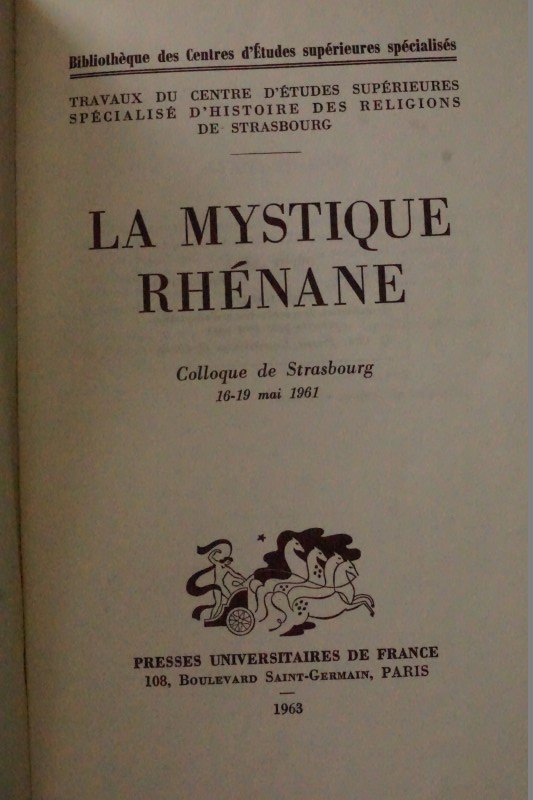 Bibliothèque des Centres d'Études supérieures spécialisés
TRAVAUX DU CENTRE D'ÉTUDES SUPÉRIEURES
SPÉCIALISÉ D'HISTOIRE DES RELIGIONS
DE STRASBOURG
LA MYSTIQUE
RHÉNANE
Colloque de Strasbourg
16-19 mai 1961
PRESSES UNIVERSITAIRES DE FRANCE
108, BOULEVARD SAINT-GERMAIN, PARIS
1963